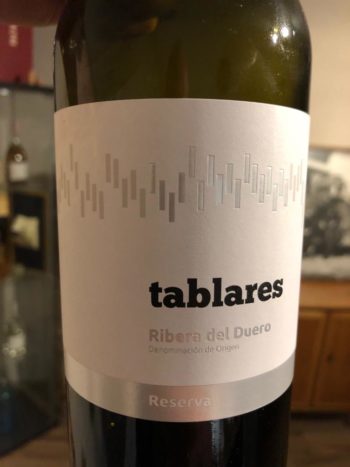 tablares
Ribera del Duero
Denominación de Origen
Reserva